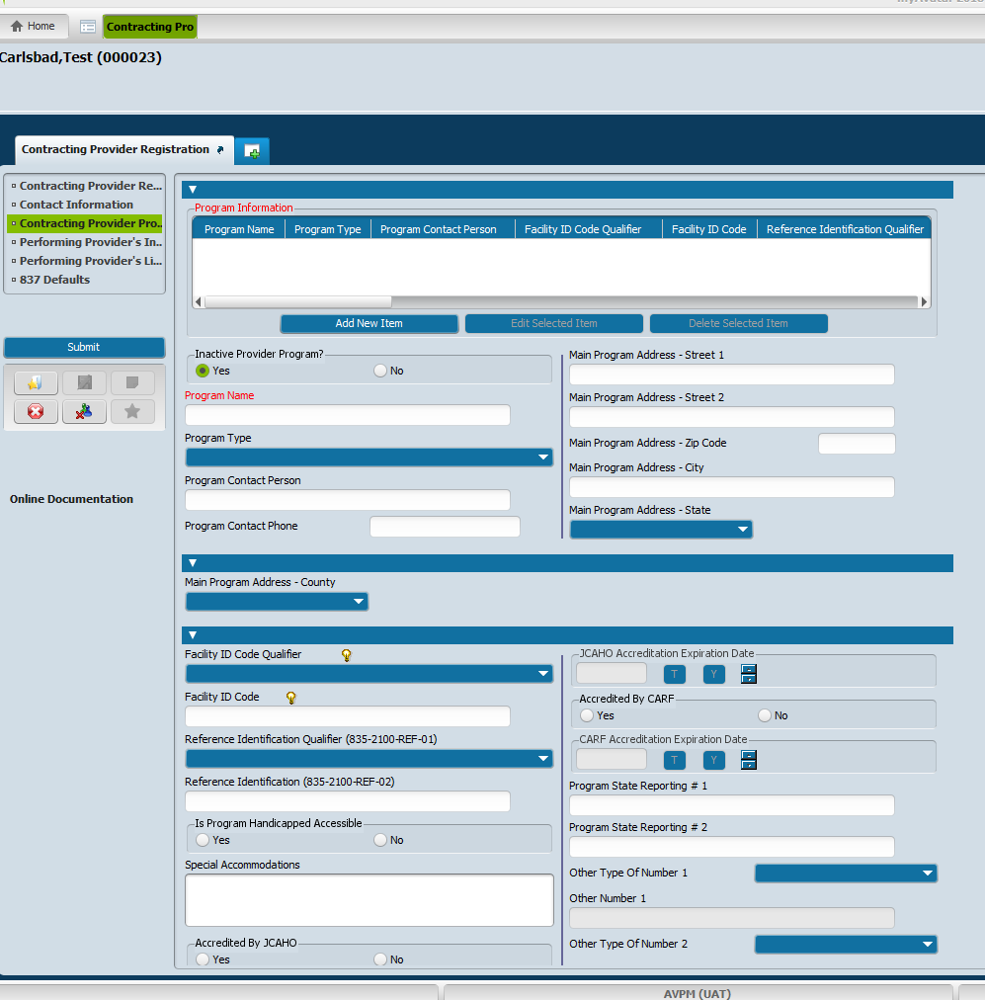 Home
Contracting Pro
Carlsbad,Test (000023)
Contracting Provider Registration
Contracting Provider Re...
Contact Information
Contracting Provider Pro..
Performing Provider's In...
Performing Provider's Li...
837 Defaults
Submit
Online Documentation
Program Information
Program Name Program Type Program Contact Person Facility ID Code Qualifier Facility ID Code Reference Identification Qualifier
Add New Item Edit Selected Item Delete Selected Item
Inactive Provider Program?
Yes No
Program Name
Program Type
Program Contact Person
Program Contact Phone
Main Program Address - Street 1
Main Program Address - Street 2
Main Program Address - Zip Code
Main Program Address - City
Main Program Address - State
Main Program Address - County
Facility ID Code Qualifier
Facility ID Code
Reference Identification Qualifier (835-2100-REF-01)
Reference Identification (835-2100-REF-02)
Is Program Handicapped Accessible
Yes No
Special Accommodations
Accredited By JCAHO
Yes No
JCAHO Accreditation Expiration Date
T Y
Accredited By CARF
Yes No
CARF Accreditation Expiration Date
T Y
Program State Reporting # 1
Program State Reporting # 2
Other Type Of Number 1
Other Number 1
Other Type Of Number 2
AVPM (UAT)